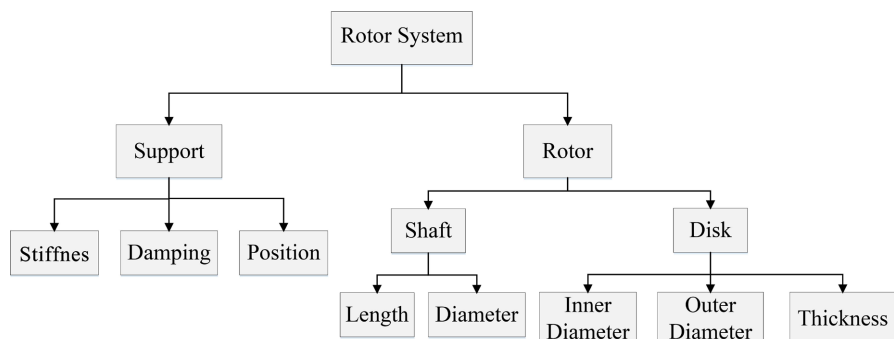 Rotor System
Support
Rotor
Shaft
Disk
Stiffnes
Damping
Position
Length
Diameter
Inner
Diameter
Outer
Diameter
Thickness